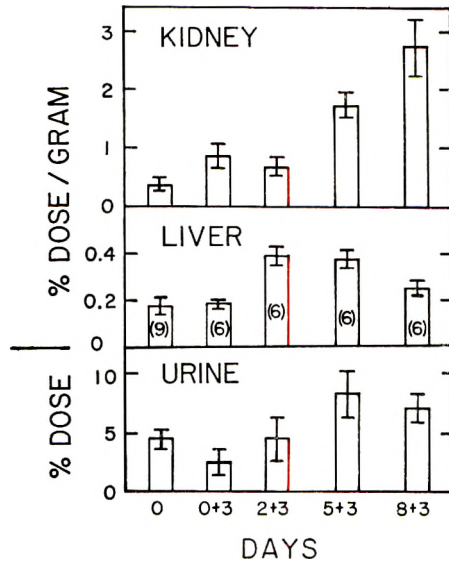 KIDNEY
% DOSE / GRAM
3
2
1
0
LIVER
0.4
0.2
0
(9) (6) (6) (6) (6)
URINE
% DOSE
10
5
0
0 0+3 2+3 5+3 8+3
DAYS